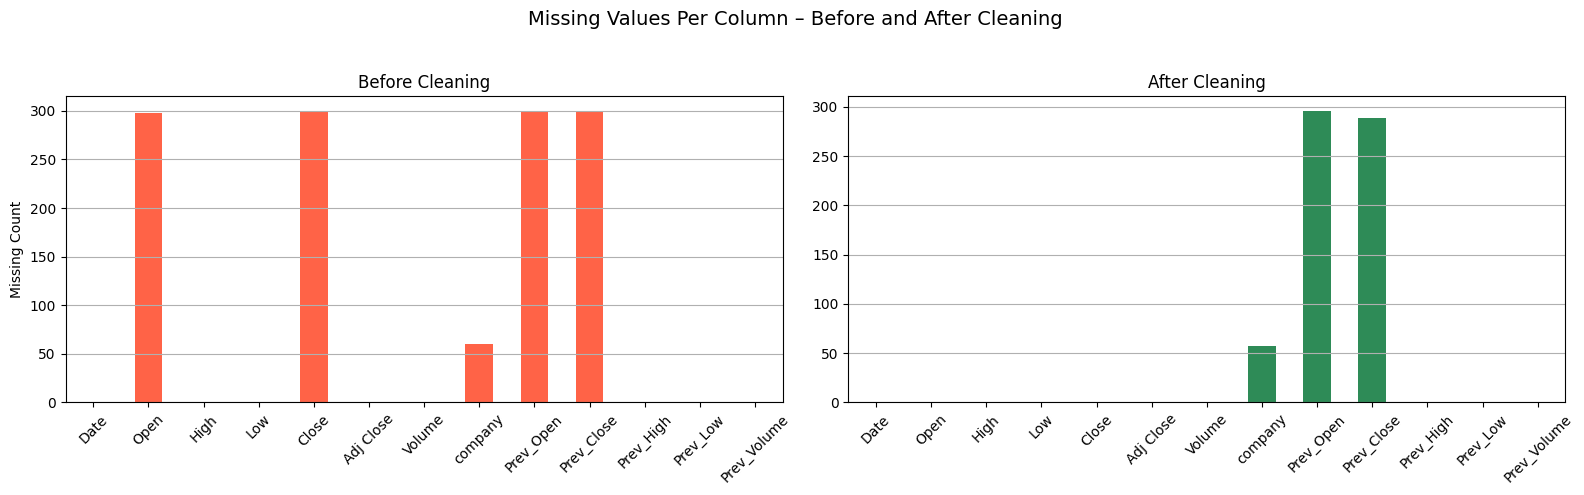 Missing Values Per Column – Before and After Cleaning
Before Cleaning
Missing Count
300
250
200
150
100
50
0
Date
Open
High
Low
Close
Adj Close
Volume
company
Prev_Open
Prev_Close
Prev_High
Prev_Low
Prev_Volume
After Cleaning
300
250
200
150
100
50
0
Date
Open
High
Low
Close
Adj Close
Volume
company
Prev_Open
Prev_Close
Prev_High
Prev_Low
Prev_Volume